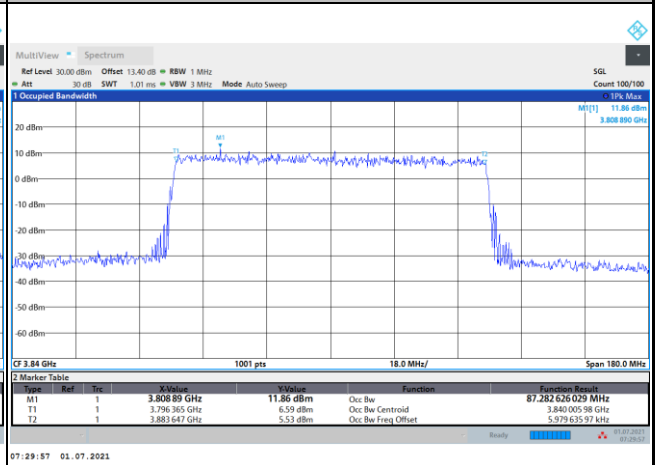 MultiView Spectrum
Ref Level 30.00 dBm Offset 13.40 dB RBW 1 MHz SGL
Att 30 dB SWT 1.01 ms VBW 3 MHz Mode Auto Sweep Count 100/100
1 Occupied Bandwidth 1Pk Max
M1[1] 11.86 dBm
3.808 890 GHz
20 dBm
M1
T1
10 dBm
0 dBm
-10 dBm
-20 dBm
-30 dBm
-40 dBm
-50 dBm
-60 dBm
CF 3.84 GHz 1001 pts 18.0 MHz/ Span 180.0 MHz
2 Marker Table
Type Ref Trc X-Value Y-Value Function Function Result
M1 1 3.808 89 GHz 11.86 dBm Occ Bw 87.282 626 029 MHz
T1 1 3.796 365 GHz 6.59 dBm Occ Bw Centroid 3.840 005 98 GHz
T2 1 3.883 647 GHz 5.53 dBm Occ Bw Freq Offset 5.979 635 97 kHz
Ready 01.07.2021
07:29:57
07:29:57 01.07.2021